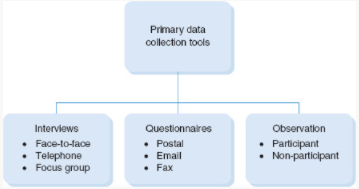 Primary data
collection tools
Interviews
• Face-to-face
• Telephone
• Focus group
Questionnaires
• Postal
• Email
• Fax
Observation
• Participant
• Non-participant